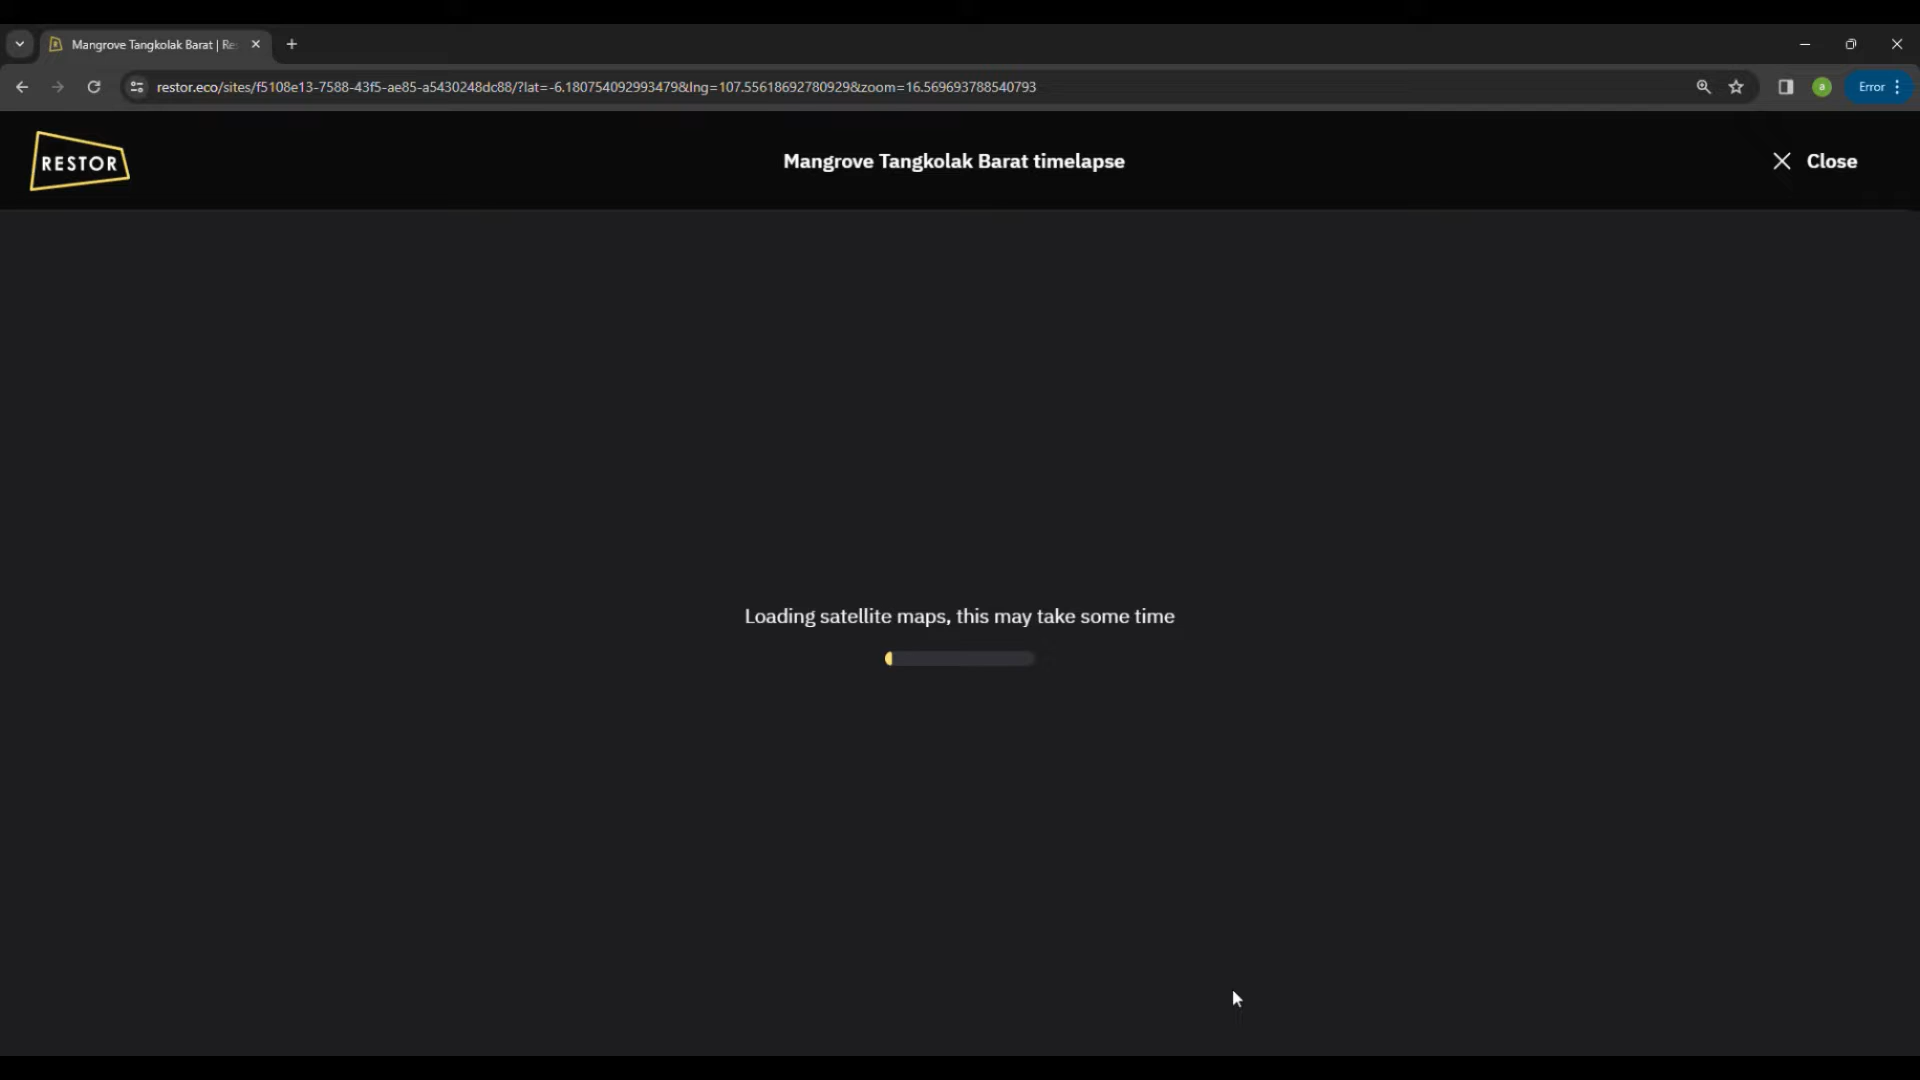 Mangrove Tangkolak Barat | Re
restor.eco/sites/f5108e13-7588-43f5-ae85-a5430248dc88/?lat=-6.180754092993479&lng=107.55618692780929&zoom=16.569693788540793
a
Error
RESTOR
Mangrove Tangkolak Barat timelapse
Close
Loading satellite maps, this may take some time